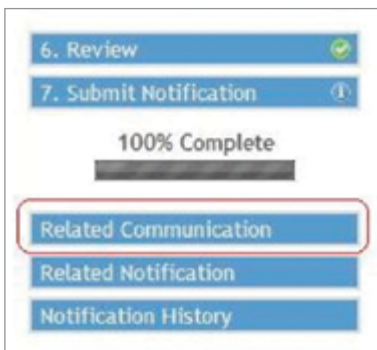 6. Review
7. Submit Notification
100% Complete
Related Communication
Related Notification
Notification History